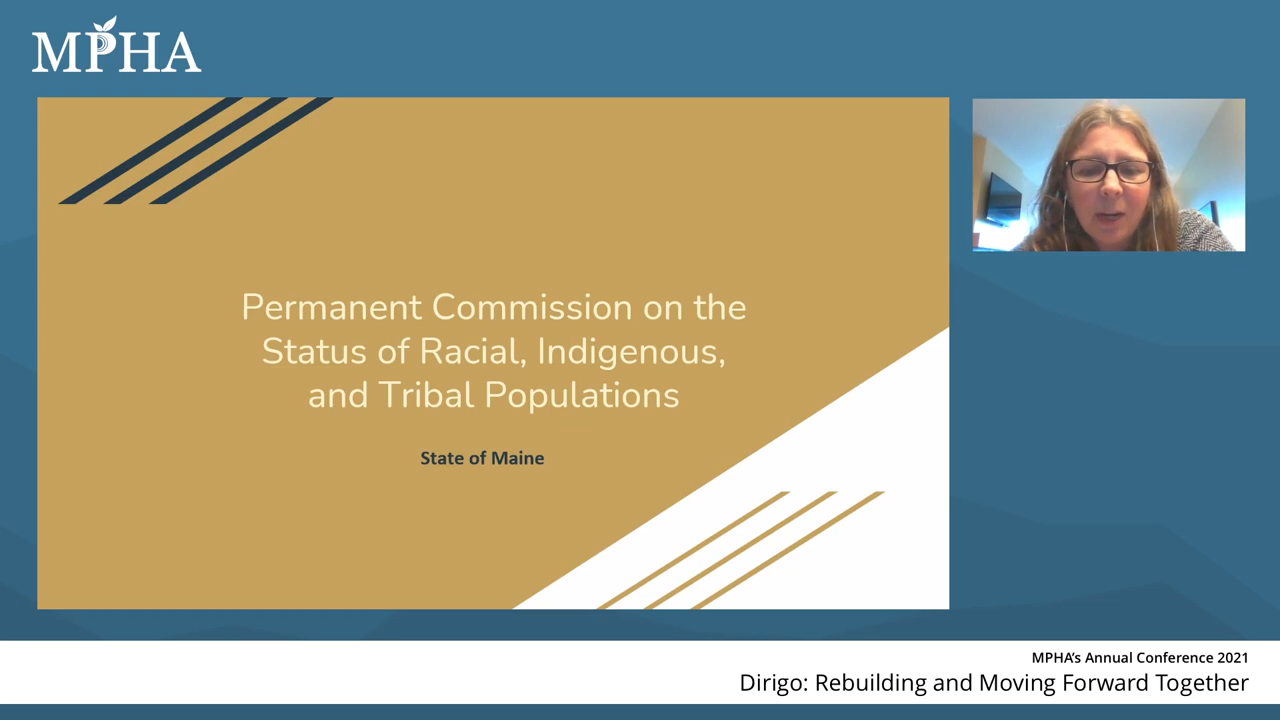 MPHA
Permanent Commission on the
Status of Racial, Indigenous,
and Tribal Populations
State of Maine
MPHA's Annual Conference 2021
Dirigo: Rebuilding and Moving Forward Together